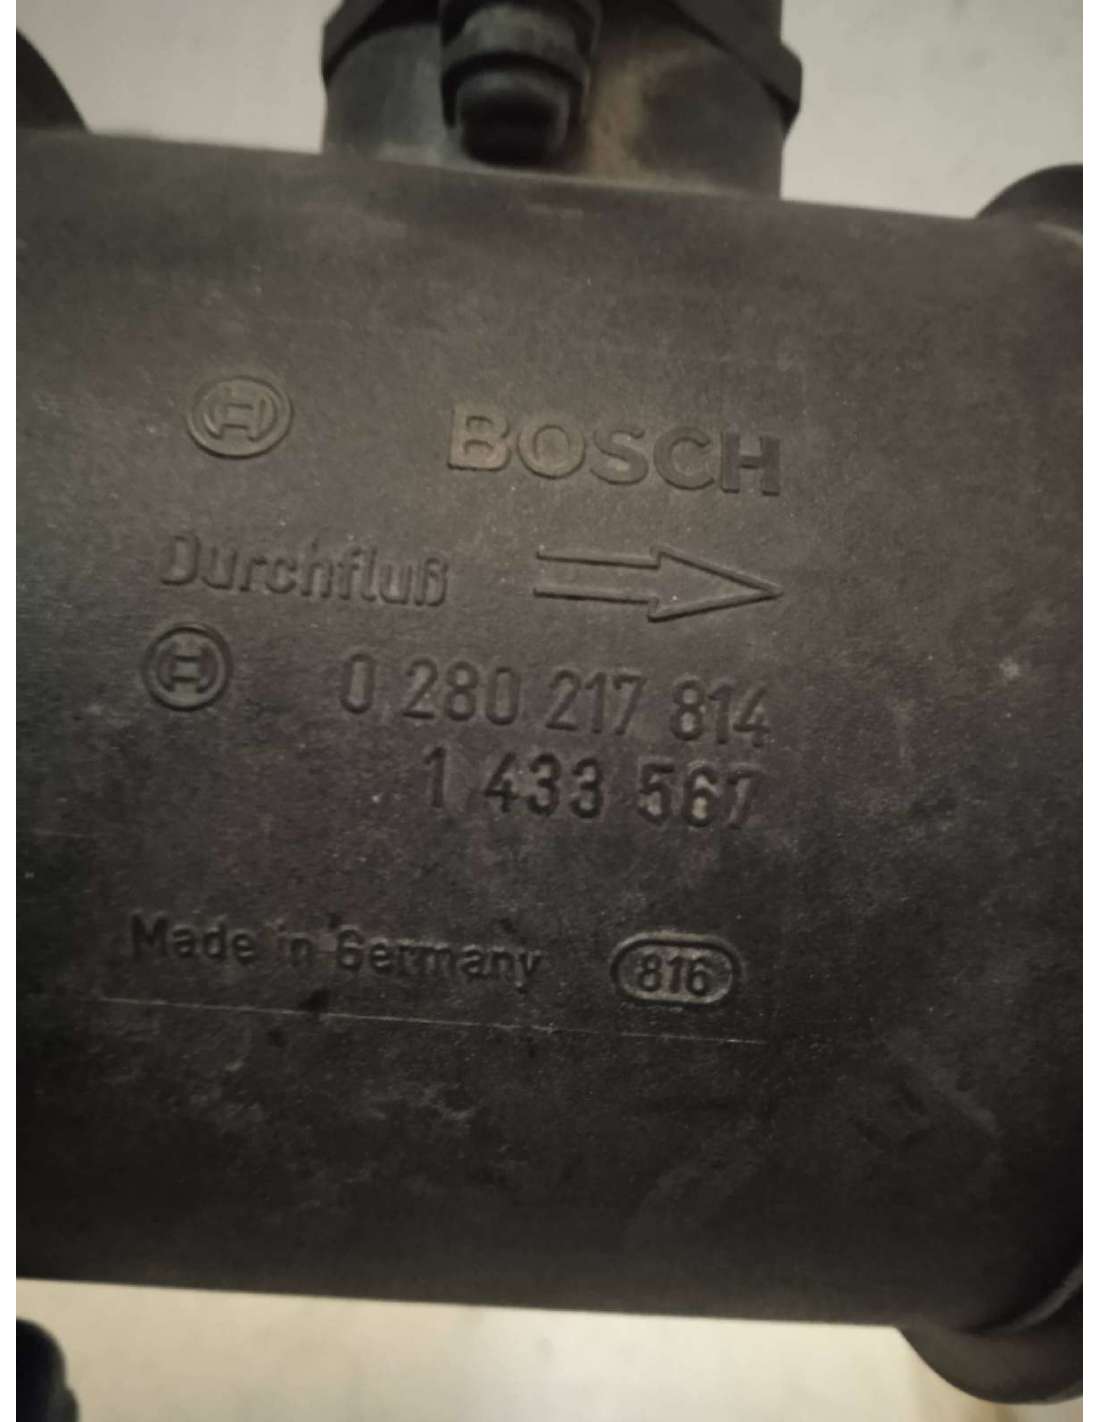 BOSCH
Durchfluß
0 280 217 814
1 433 567
Made in Germany 816